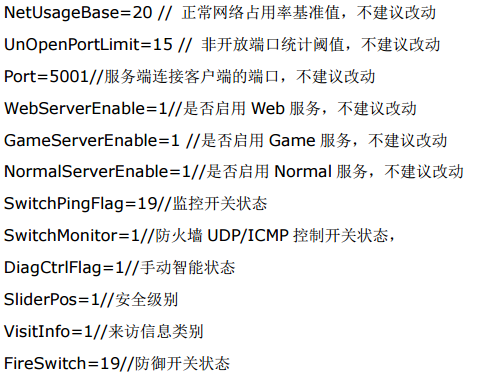 NetUsageBase=20 // 正常网络占用率基准值，不建议改动
UnOpenPortLimit=15 // 非开放端口统计阈值，不建议改动
Port=5001//服务端连接客户端的端口，不建议改动
WebServerEnable=1//是否启用 Web 服务，不建议改动
GameServerEnable=1 //是否启用 Game 服务，不建议改动
NormalServerEnable=1//是否启用 Normal 服务，不建议改动
SwitchPingFlag=19//监控开关状态
SwitchMonitor=1//防火墙 UDP/ICMP 控制开关状态，
DiagCtrlFlag=1//手动智能状态
SliderPos=1//安全级别
VisitInfo=1//来访信息类别
FireSwitch=19//防御开关状态